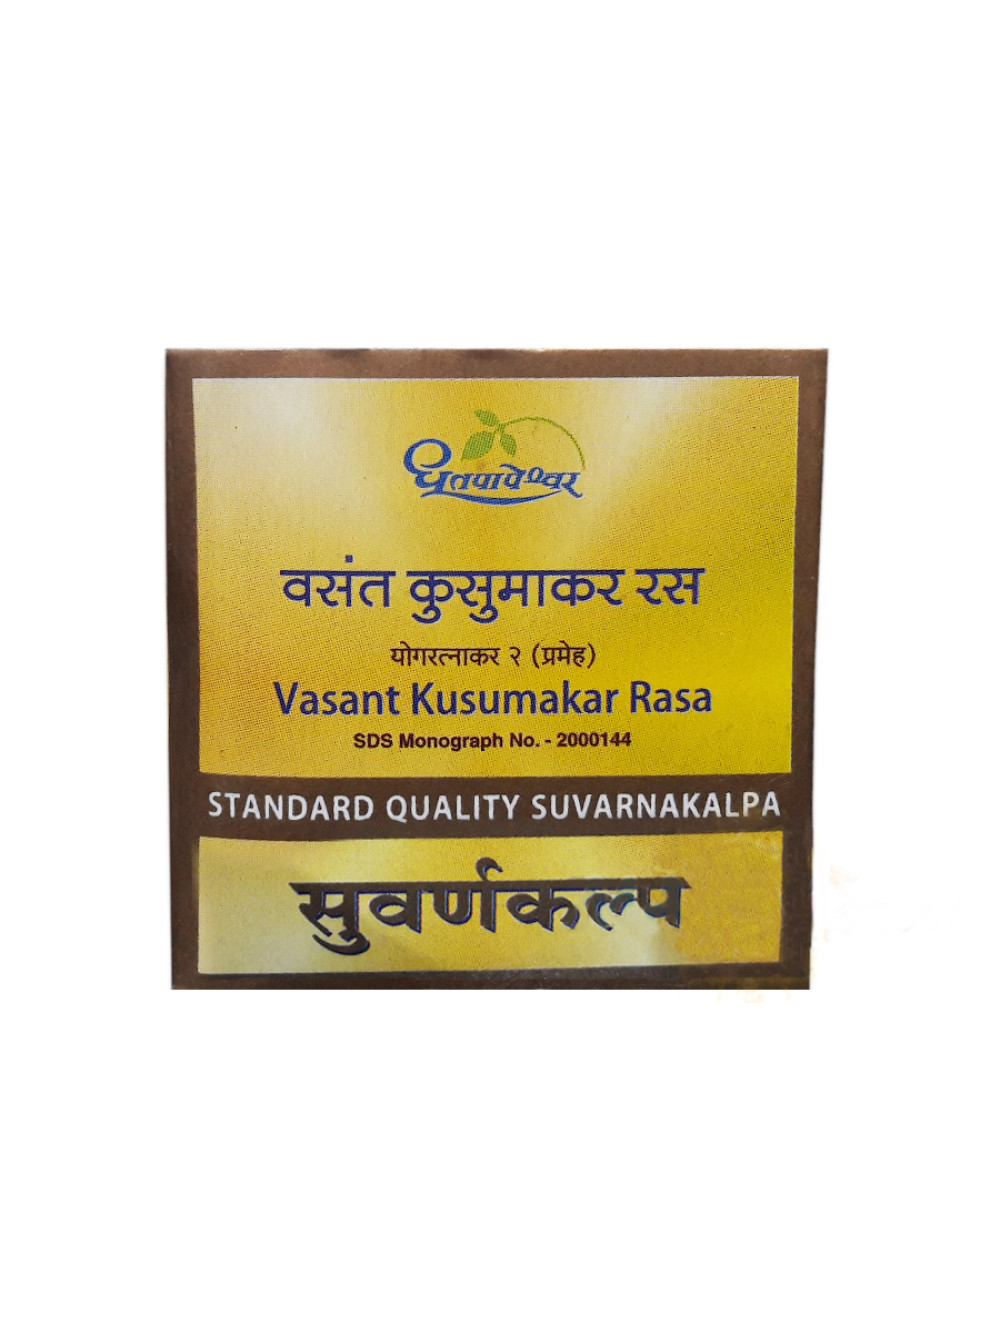 धूतपापेश्वर
वसंत कुसुमाकर रस
योगरत्नाकर २ (प्रमेह)
Vasant Kusumakar Rasa
SDS Monograph No. - 2000144
STANDARD QUALITY SUVARNAKALPA
सुवर्णकल्प